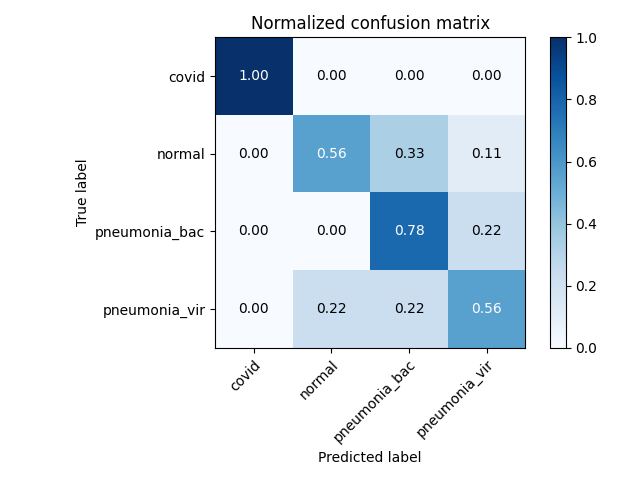 Normalized confusion matrix
covid 1.00 0.00 0.00 0.00
normal 0.00 0.56 0.33 0.11
pneumonia_bac 0.00 0.00 0.78 0.22
pneumonia_vir 0.00 0.22 0.22 0.56
covid normal pneumonia_bac pneumonia_vir
True label
Predicted label
1.0
0.8
0.6
0.4
0.2
0.0